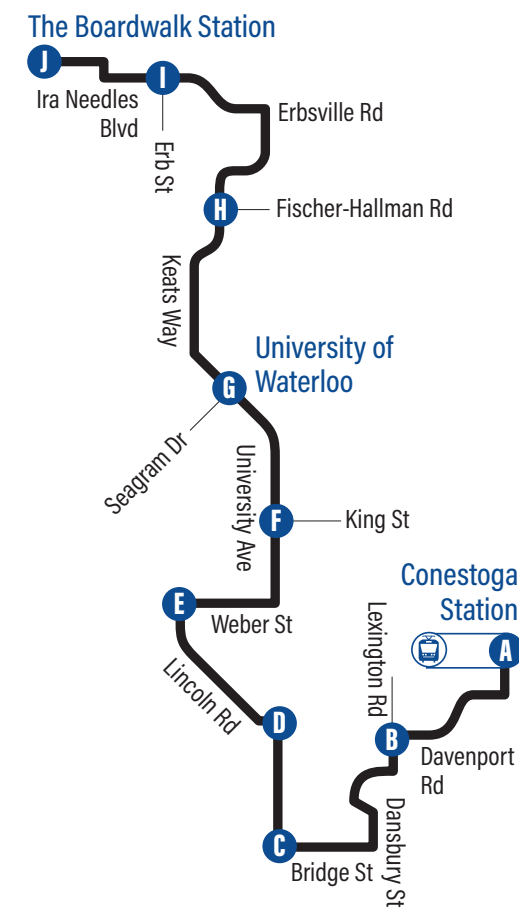 The Boardwalk Station
J
I
Ira Needles
Blvd
Erb St
Erbsville Rd
H
Fischer-Hallman Rd
Keats Way
University of
Waterloo
G
Seagram Dr
University Ave
F
King St
E
Weber St
Lincoln Rd
Conestoga
Station
A
Lexington Rd
D
B
Davenport
Rd
Dansbury St
C
Bridge St